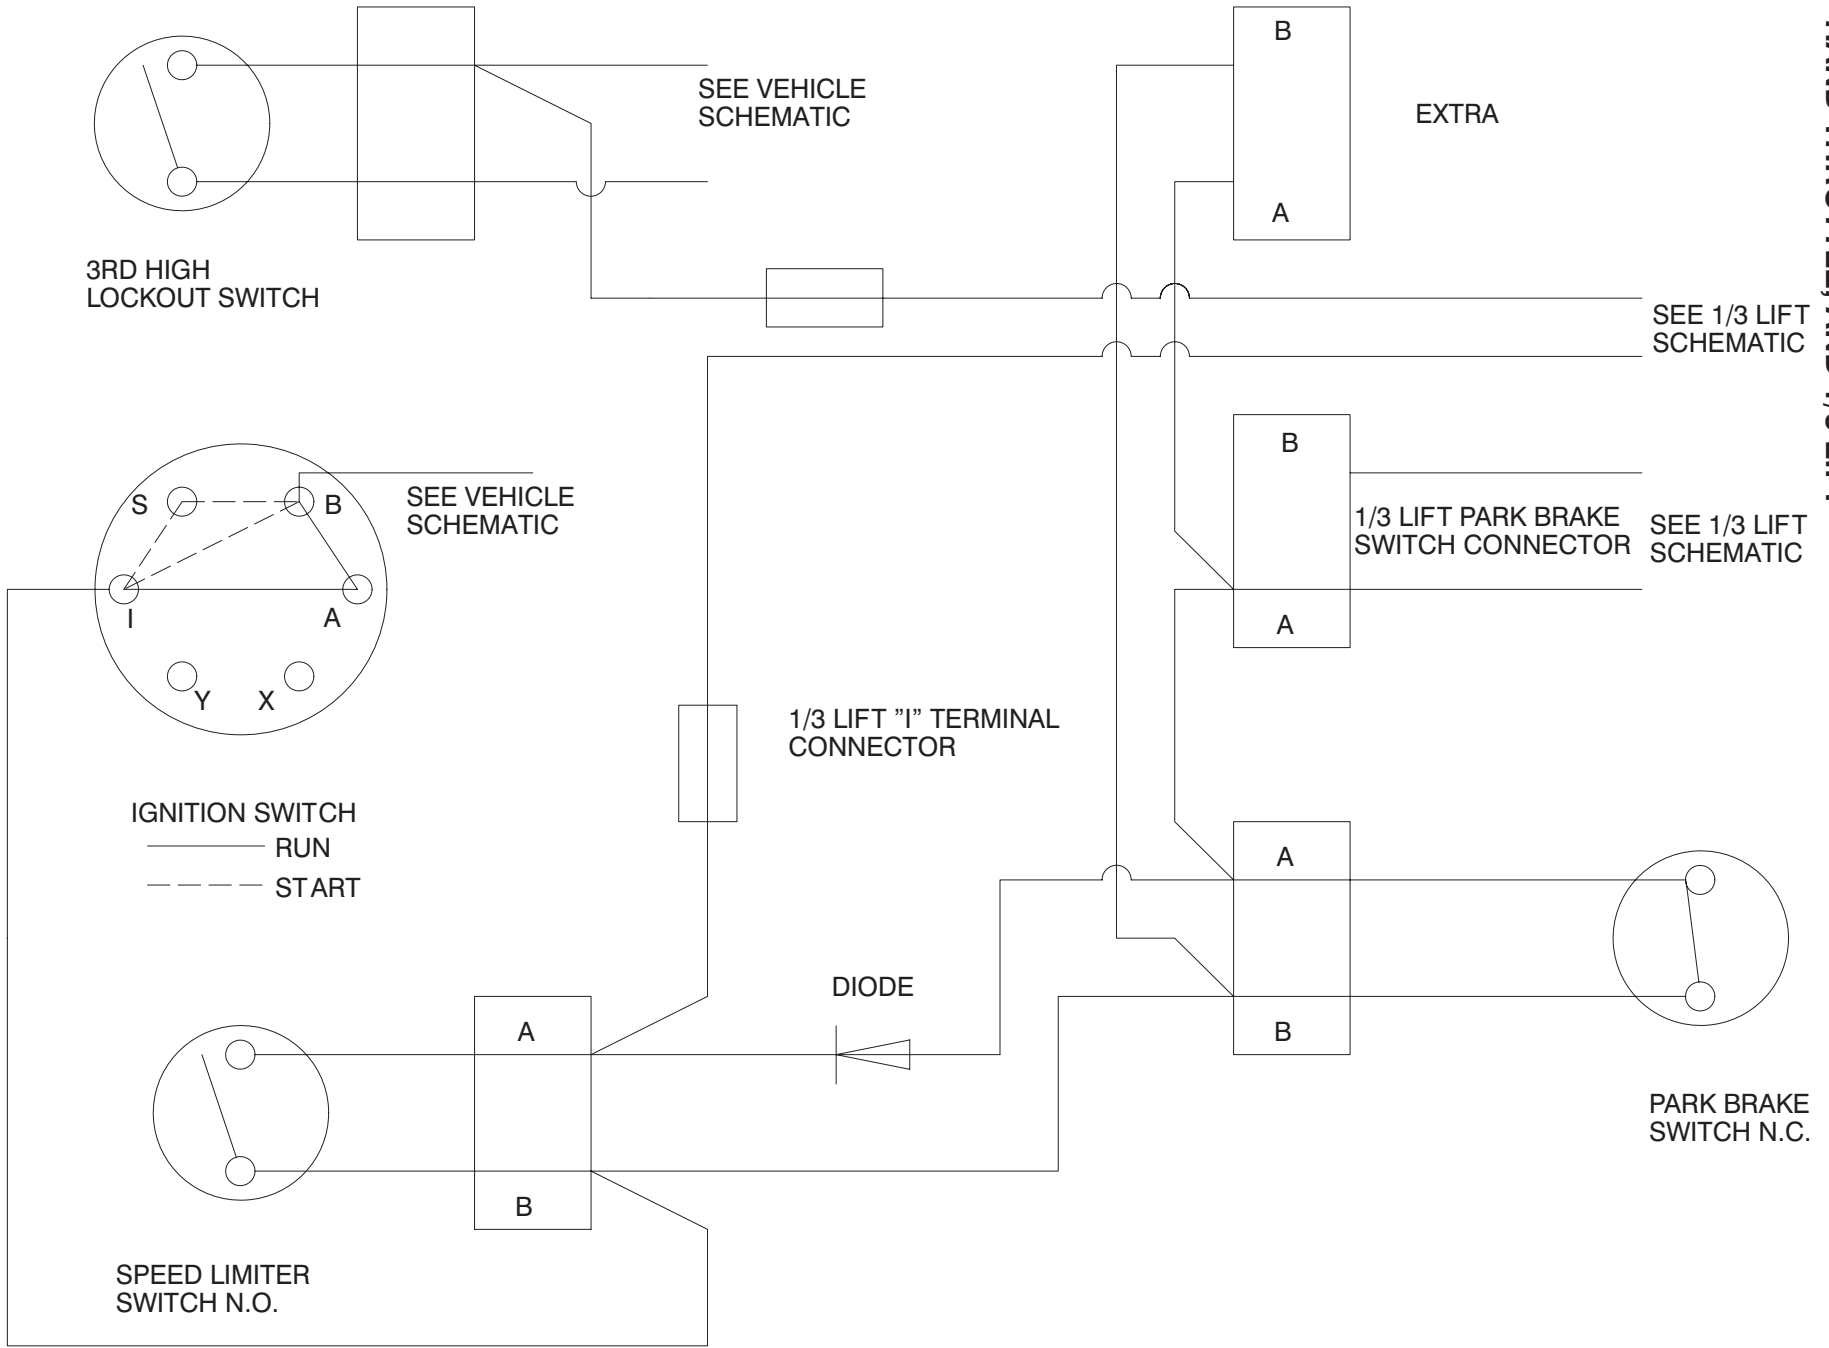 B
SEE VEHICLE
SCHEMATIC
EXTRA
A
3RD HIGH
LOCKOUT SWITCH
SEE 1/3 LIFT
SCHEMATIC
B
S
B
SEE VEHICLE
SCHEMATIC
1/3 LIFT PARK BRAKE
SWITCH CONNECTOR
SEE 1/3 LIFT
SCHEMATIC
I
A
A
Y
X
1/3 LIFT ”I” TERMINAL
CONNECTOR
IGNITION SWITCH
RUN
START
A
DIODE
A
B
PARK BRAKE
SWITCH N.C.
B
SPEED LIMITER
SWITCH N.O.